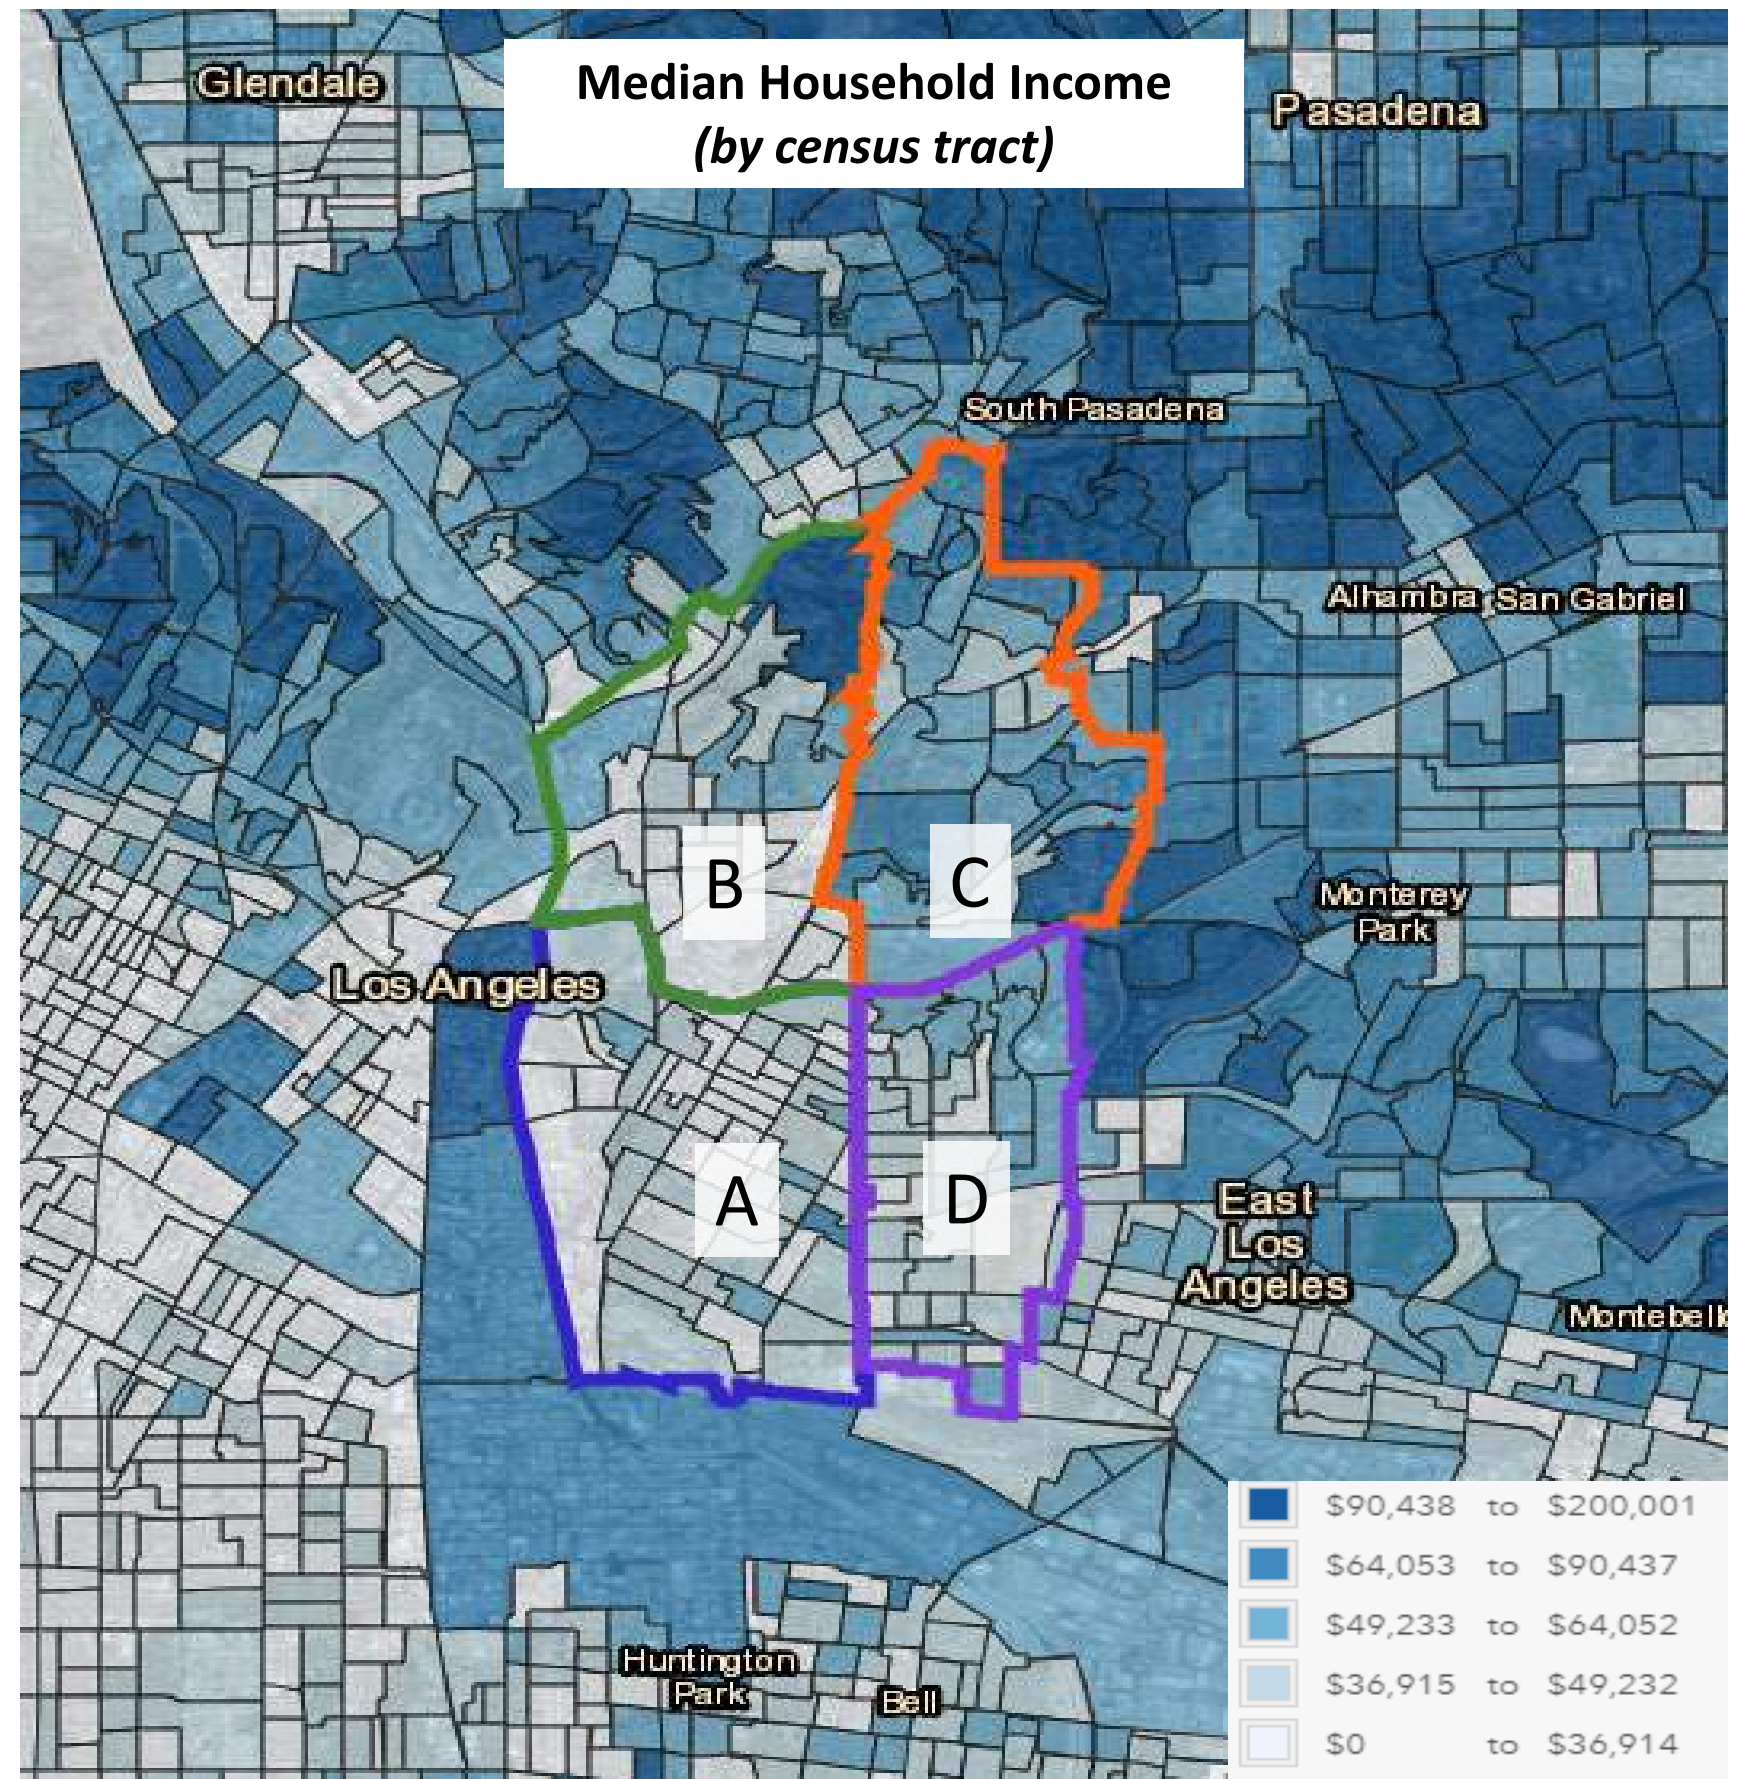 Median Household Income
(by census tract)
Glendale
Pasadena
South Pasadena
Alhambra
San Gabriel
B
C
Monterey
Park
Los Angeles
A
D
East
Los
Angeles
Montebell
$90,438 to $200,001
$64,053 to $90,437
$49,233 to $64,052
$36,915 to $49,232
$0 to $36,914
Huntington
Park
Bell